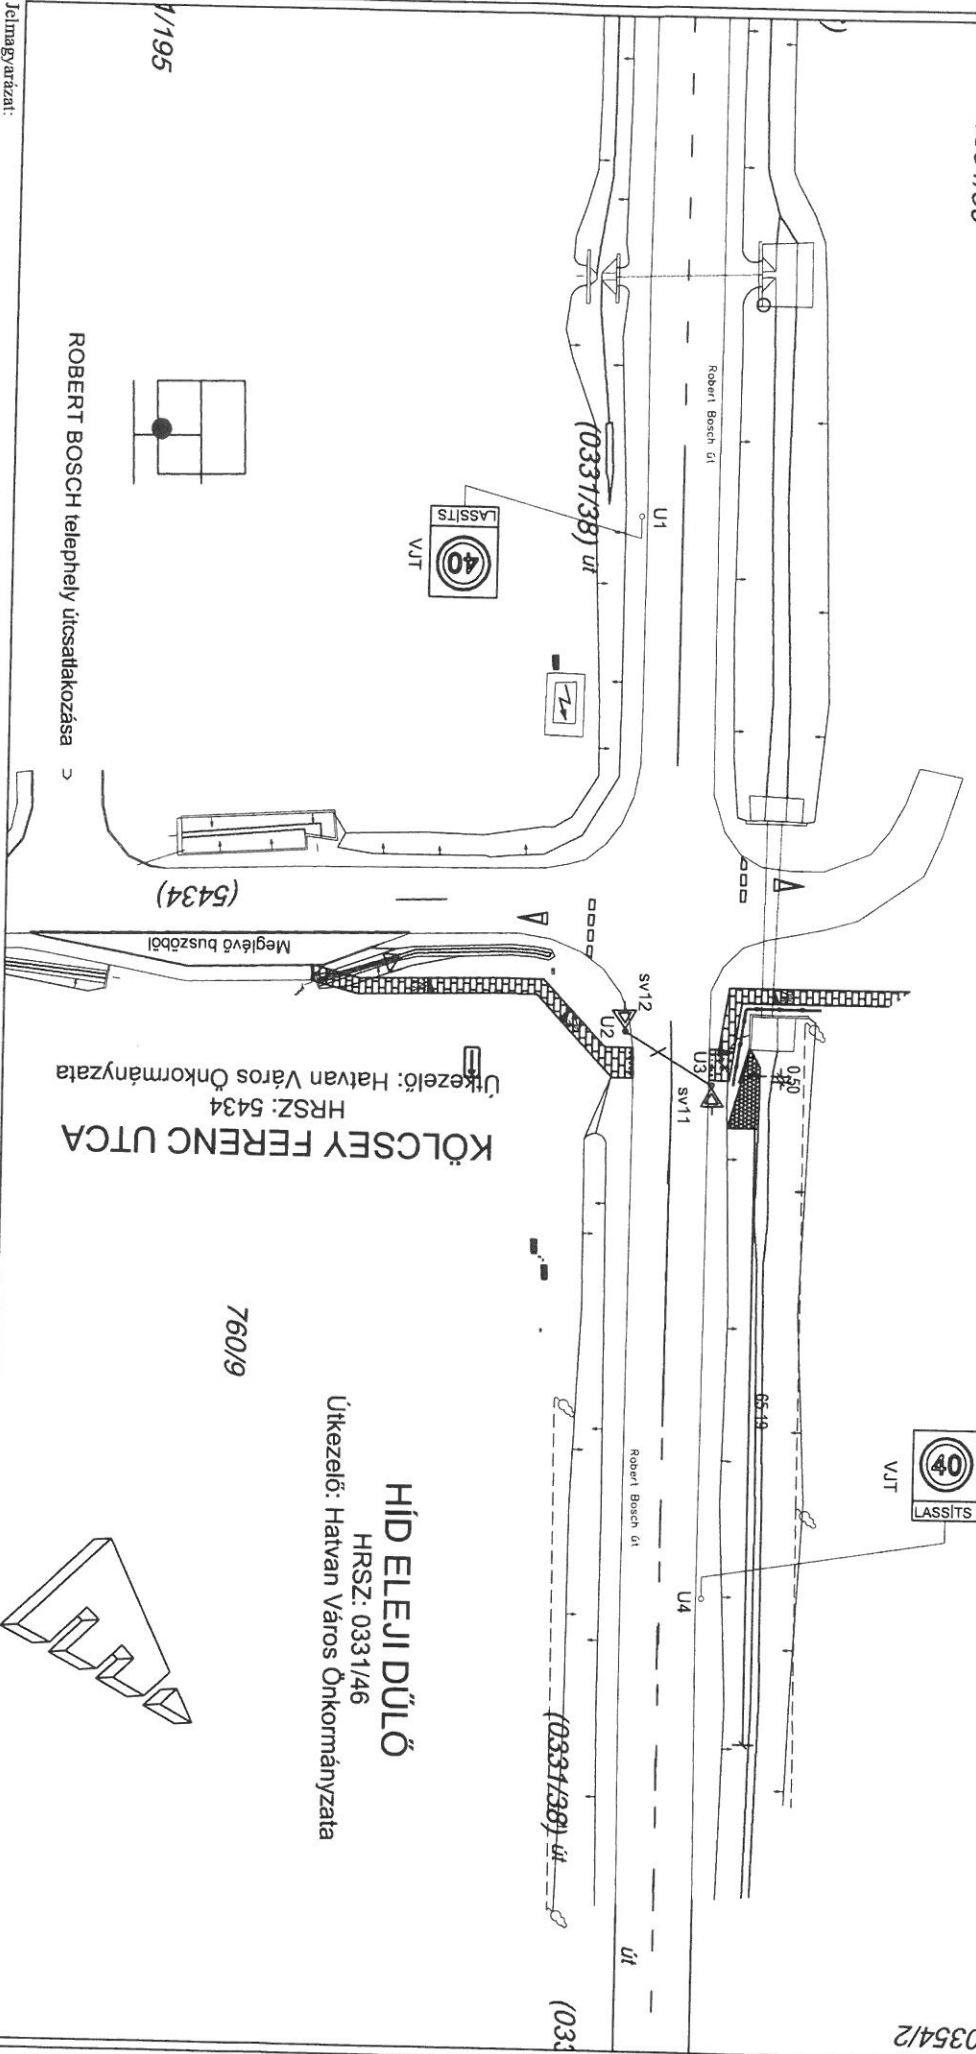 Jelmagyarázat:
1/195
ROBERT BOSCH telephely útcsatlakozása
LASSÍTS
40
VJT
(0331/38) út
U1
Robert Bosch út
(5434)
Meglévő buszöböl
sv12
U2
U3
sv11
0.50
KÖLCSEY FERENC UTCA
HRSZ: 5434
Útkezelő: Hatvan Város Önkormányzata
760/9
HÍD ELEJI DŰLŐ
HRSZ: 0331/46
Útkezelő: Hatvan Város Önkormányzata
Robert Bosch út
65.19
40
LASSÍTS
VJT
U4
(0331/38) út
út
(033
0354/2